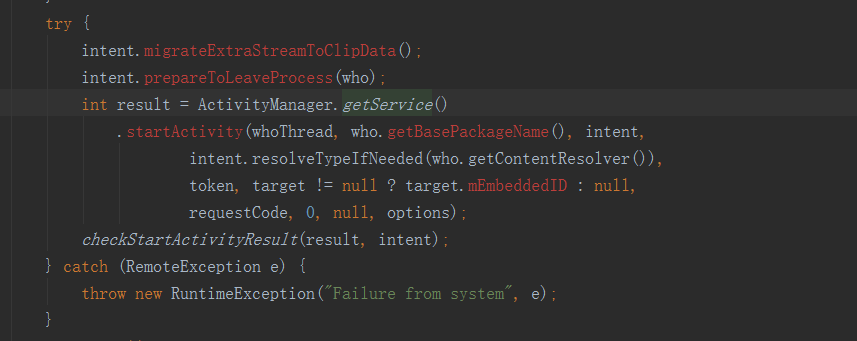 try {
intent.migrateExtraStreamToClipData();
intent.prepareToLeaveProcess(who);
int result = ActivityManager.getService()
.startActivity(whoThread, who.getBasePackageName(), intent,
intent.resolveTypeIfNeeded(who.getContentResolver()),
token, target != null ? target.mEmbeddedID : null,
requestCode, 0, null, options);
checkStartActivityResult(result, intent);
} catch (RemoteException e) {
throw new RuntimeException("Failure from system", e);
}